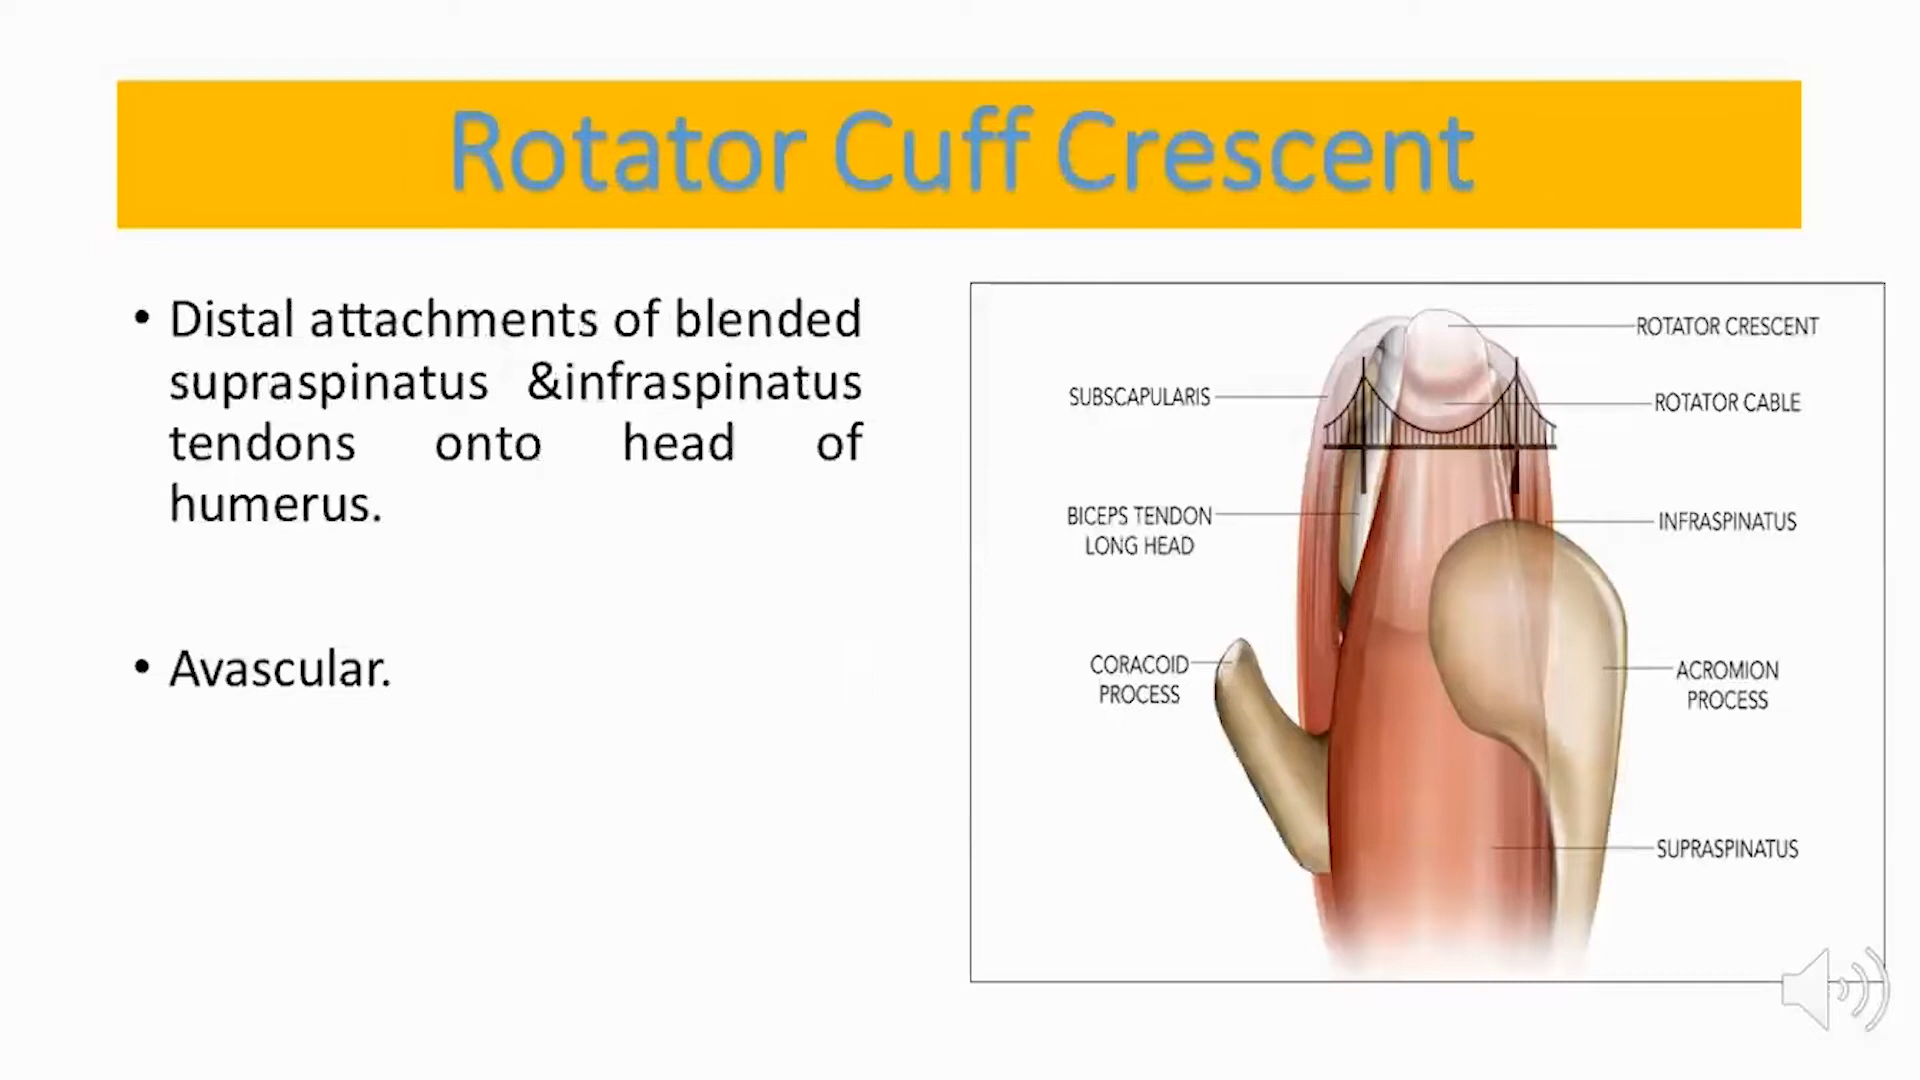 Rotator Cuff Crescent
• Distal attachments of blended
supraspinatus &infraspinatus
tendons onto head of
humerus.
• Avascular.
ROTATOR CRESCENT
SUBSCAPULARIS
ROTATOR CABLE
BICEPS TENDON
LONG HEAD
INFRASPINATUS
CORACOID
PROCESS
ACROMION
PROCESS
SUPRASPINATUS